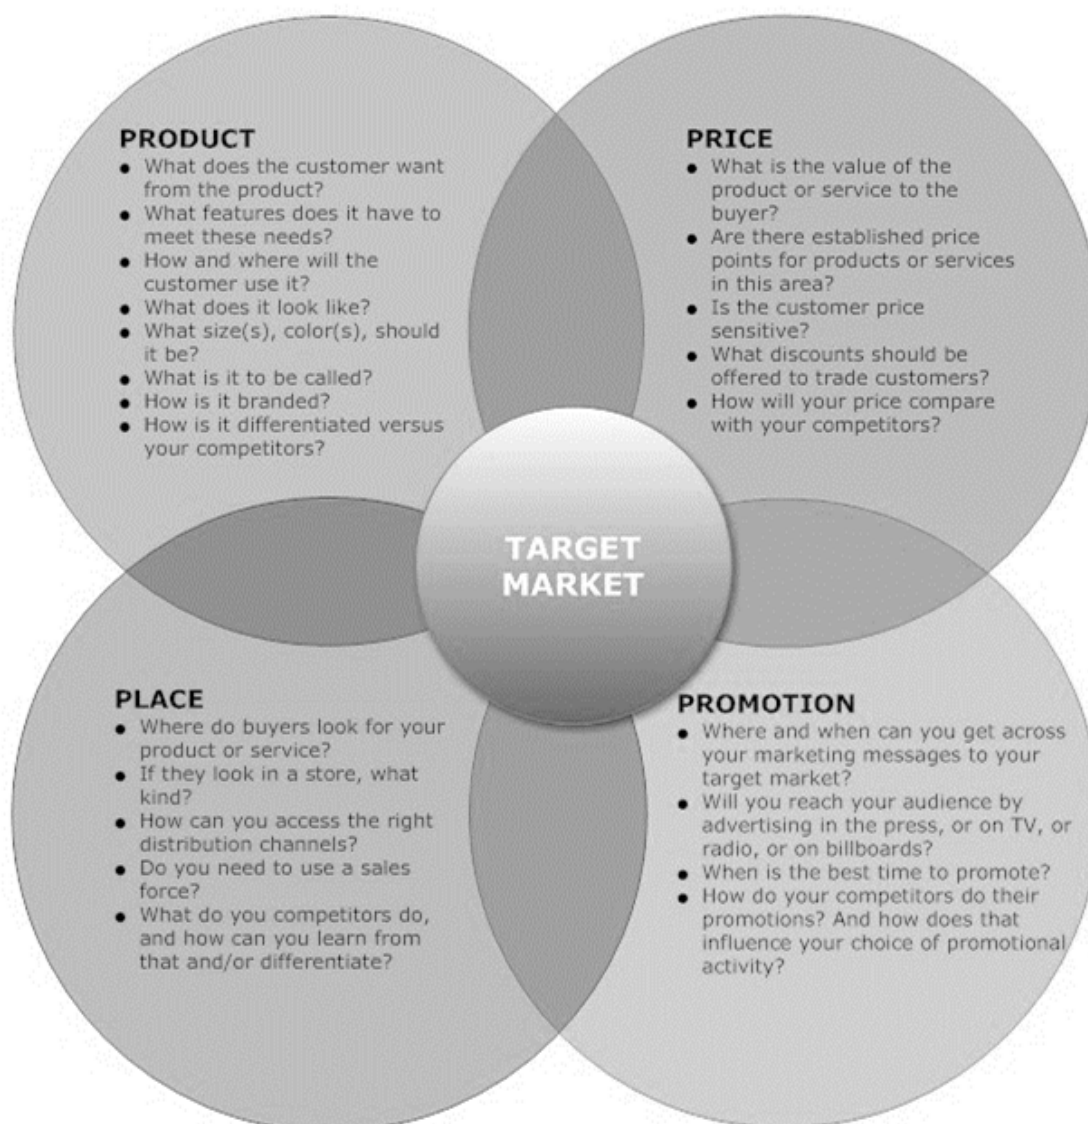 PRODUCT
● What does the customer want
from the product?
● What features does it have to
meet these needs?
● How and where will the
customer use it?
● What does it look like?
● What size(s), color(s), should
it be?
● What is it to be called?
● How is it branded?
● How is it differentiated versus
your competitors?
PRICE
● What is the value of the
product or service to the
buyer?
● Are there established price
points for products or services
in this area?
● Is the customer price
sensitive?
● What discounts should be
offered to trade customers?
● How will your price compare
with your competitors?
TARGET
MARKET
PLACE
● Where do buyers look for your
product or service?
● If they look in a store, what
kind?
● How can you access the right
distribution channels?
● Do you need to use a sales
force?
● What do you competitors do,
and how can you learn from
that and/or differentiate?
PROMOTION
● Where and when can you get across
your marketing messages to your
target market?
● Will you reach your audience by
advertising in the press, or on TV, or
radio, or on billboards?
● When is the best time to promote?
● How do your competitors do their
promotions? And how does that
influence your choice of promotional
activity?